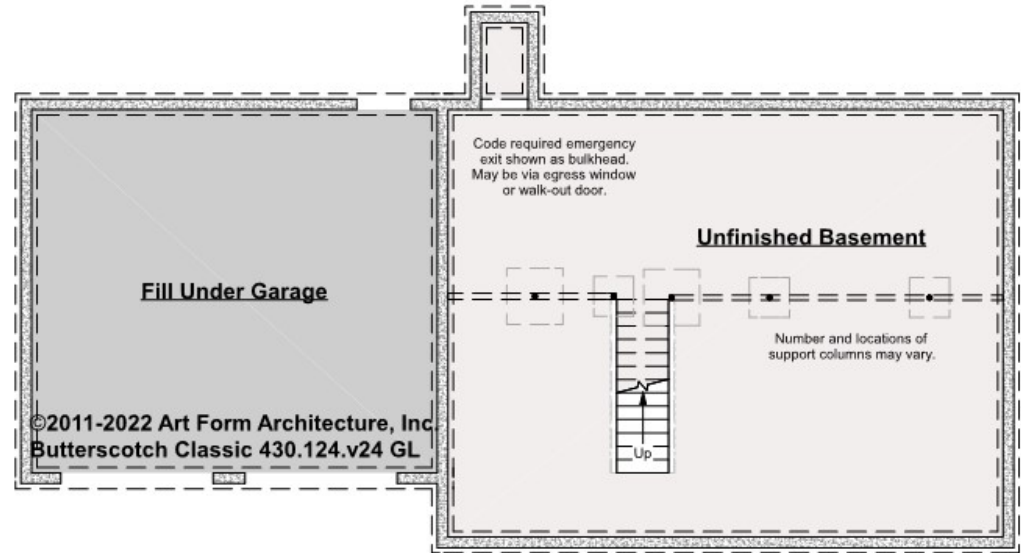 Code required emergency
exit shown as bulkhead.
May be via egress window
or walk-out door.
Unfinished Basement
Fill Under Garage
Number and locations of
support columns may vary.
©2011-2022 Art Form Architecture, Inc.
Butterscotch Classic 430.124.v24 GL
Up